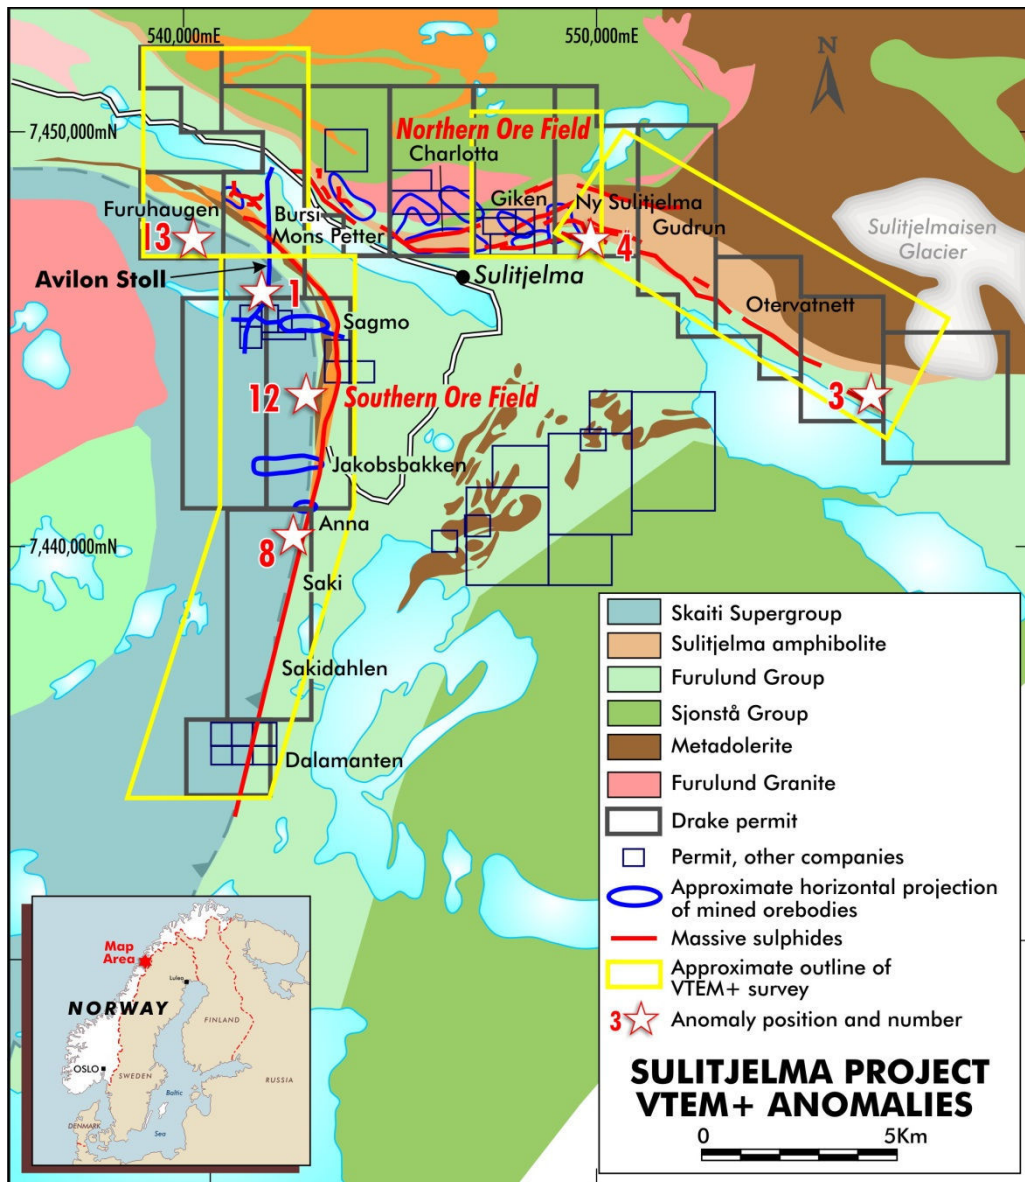 540,000mE
550,000mE
N
7,450,000mN
Northern Ore Field
Charlotta
Giken
Ny Sulitjelma
Furuhaugen
13
Bursi
Mons Petter
4
Gudrun
Sulitjelmaisen
Glacier
Avilon Stoll
1
Sulitjelma
Otervatnett
Sagmo
12
Southern Ore Field
3
Jakobsbakken
Anna
7,440,000mN
8
Saki
Sakidahlen
Dalamanten
Skaiti Supergroup
Sulitjelma amphibolite
Furulund Group
Sjonstå Group
Metadolerite
Furulund Granite
Drake permit
Permit, other companies
Approximate horizontal projection
of mined orebodies
Massive sulphides
Approximate outline of
VTEM+ survey
3 Anomaly position and number
SULITJELMA PROJECT
VTEM+ ANOMALIES
0 5Km
Map
Area
Lulea
NORWAY
FINLAND
OSLO
SWEDEN
RUSSIA
Baltic
DENMARK
Sea